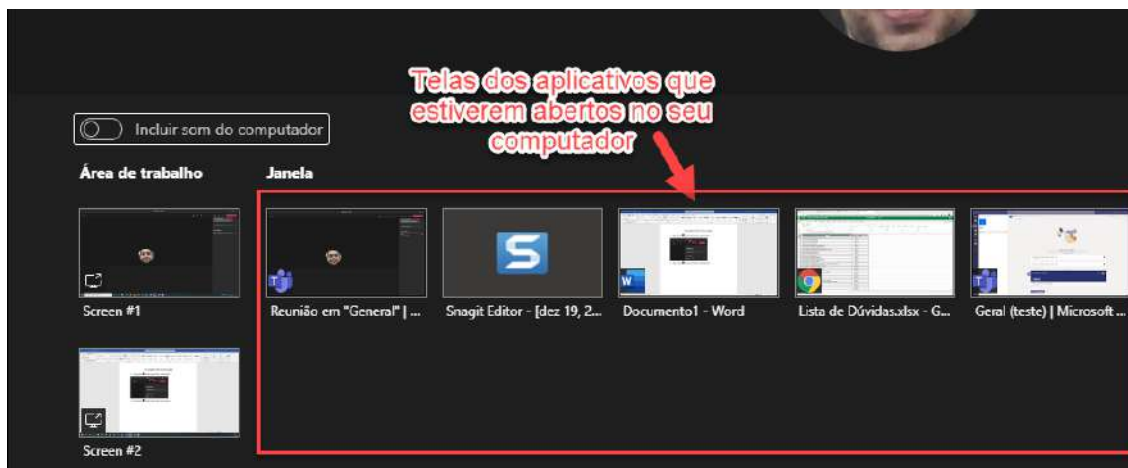 Telas dos aplicativos que
estiverem abertos no seu
computador
Incluir som do computador
Área de trabalho
Janela
Screen #1
Reunião em "General" | ...
Snagit Editor - [dez 19, 2...
Documento1 - Word
Lista de Dúvidas.xlsx - G...
Geral (teste) | Microsoft ...
Screen #2